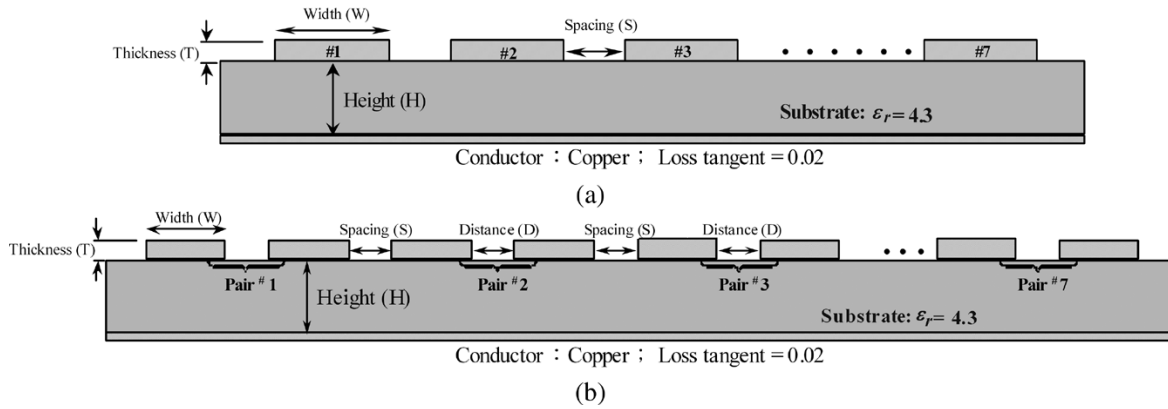 Width (W)
Spacing (S)
Thickness (T)
#1
#2
#3
#7
Height (H)
Substrate: εr = 4.3
Conductor : Copper ; Loss tangent = 0.02
(a)
Width (W)
Spacing (S)
Distance (D)
Spacing (S)
Distance (D)
Thickness (T)
Pair #1
Pair #2
Pair #3
Pair #7
Height (H)
Substrate: εr = 4.3
Conductor : Copper ; Loss tangent = 0.02
(b)